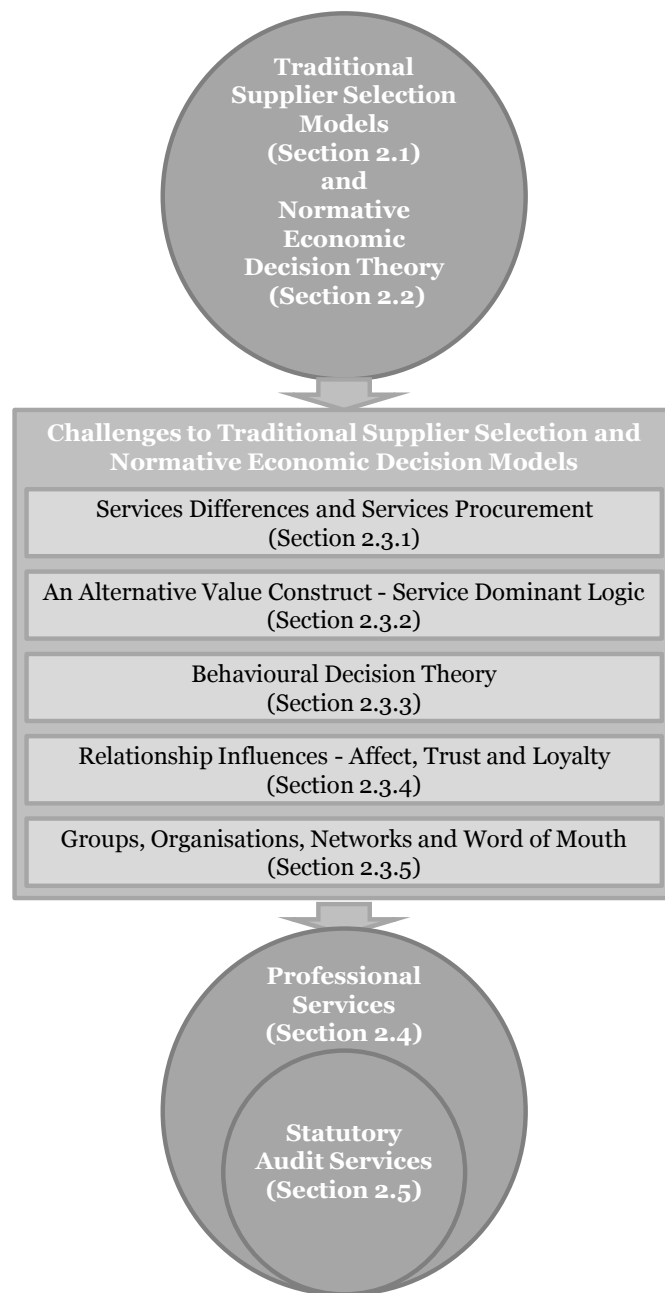 Traditional
Supplier Selection
Models
(Section 2.1)
and
Normative
Economic
Decision Theory
(Section 2.2)
Challenges to Traditional Supplier Selection and
Normative Economic Decision Models
Services Differences and Services Procurement
(Section 2.3.1)
An Alternative Value Construct - Service Dominant Logic
(Section 2.3.2)
Behavioural Decision Theory
(Section 2.3.3)
Relationship Influences - Affect, Trust and Loyalty
(Section 2.3.4)
Groups, Organisations, Networks and Word of Mouth
(Section 2.3.5)
Professional
Services
(Section 2.4)
Statutory
Audit Services
(Section 2.5)